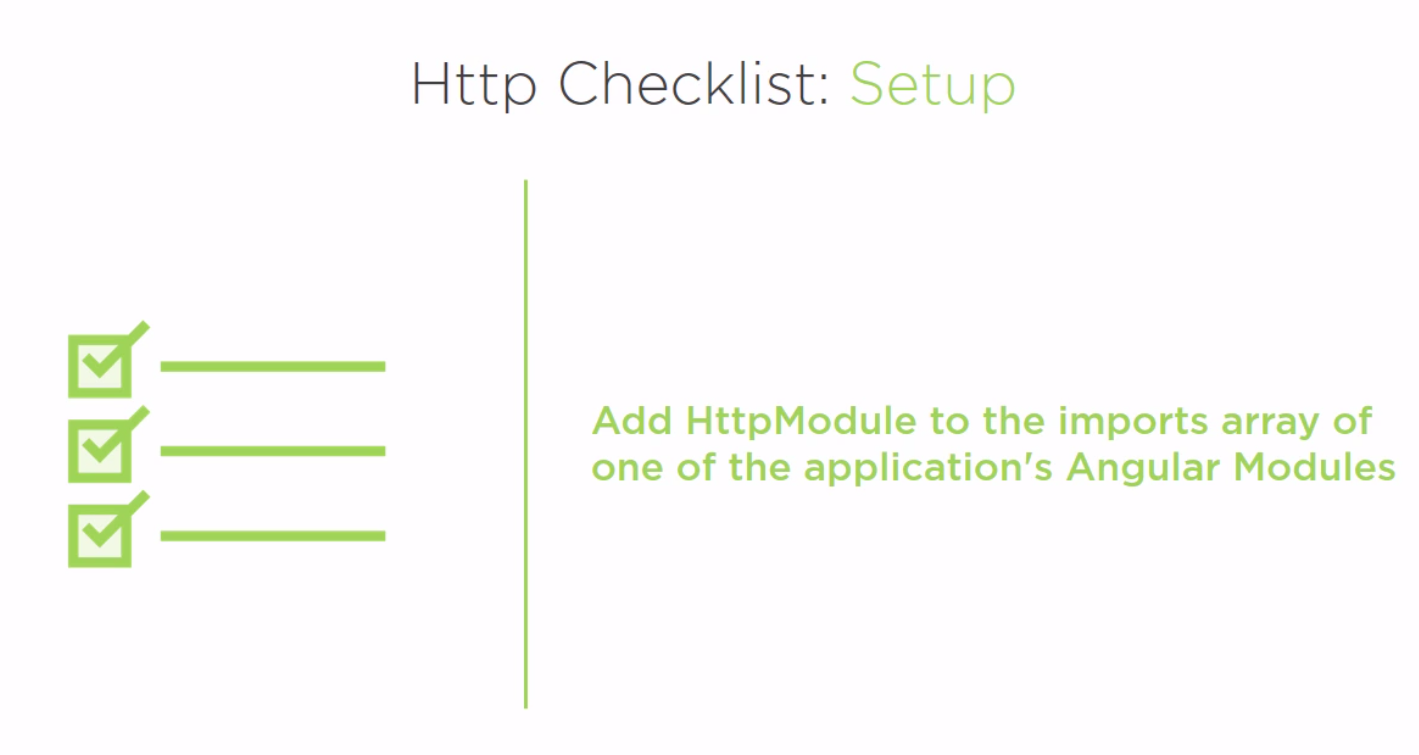 Http Checklist: Setup
Add HttpModule to the imports array of
one of the application's Angular Modules